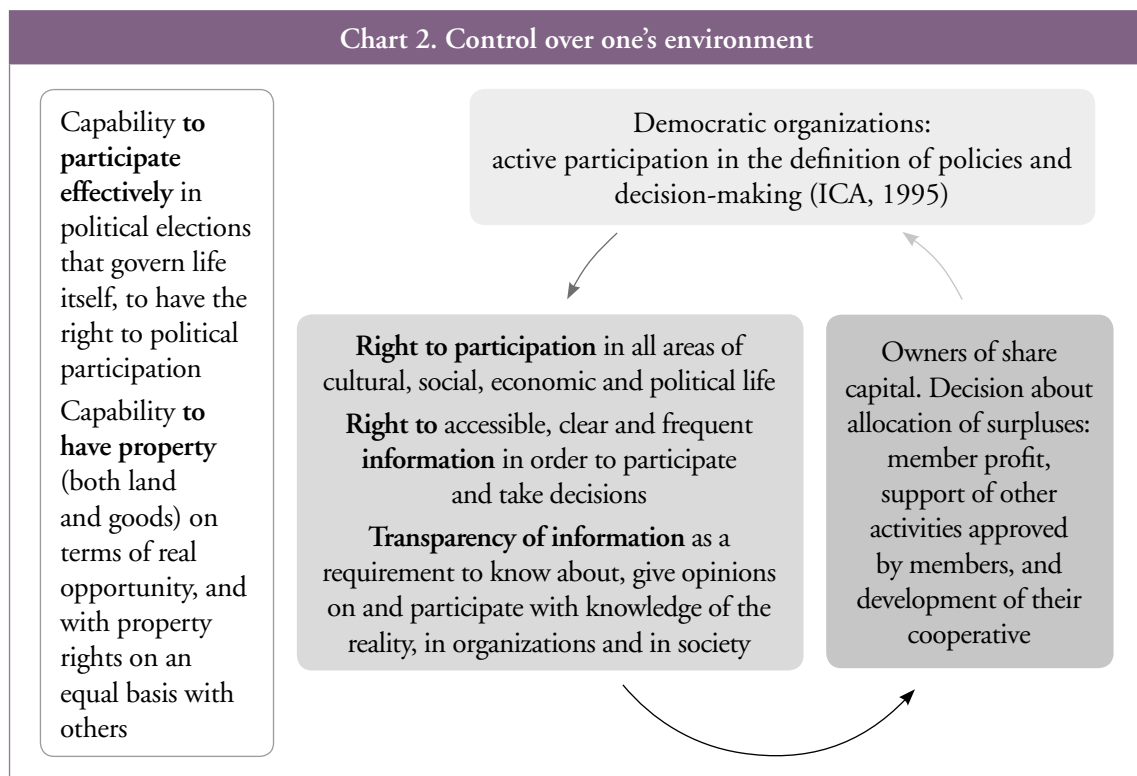 Chart 2. Control over one’s environment
Capability to
participate
effectively in
political elections
that govern life
itself, to have the
right to political
participation
Capability to
have property
(both land
and goods) on
terms of real
opportunity, and
with property
rights on an
equal basis with
others
Democratic organizations:
active participation in the definition of policies and
decision-making (ICA, 1995)
Right to participation in all areas of
cultural, social, economic and political life
Right to accessible, clear and frequent
information in order to participate
and take decisions
Transparency of information as a
requirement to know about, give opinions
on and participate with knowledge of the
reality, in organizations and in society
Owners of share
capital. Decision about
allocation of surpluses:
member profit,
support of other
activities approved
by members, and
development of their
cooperative